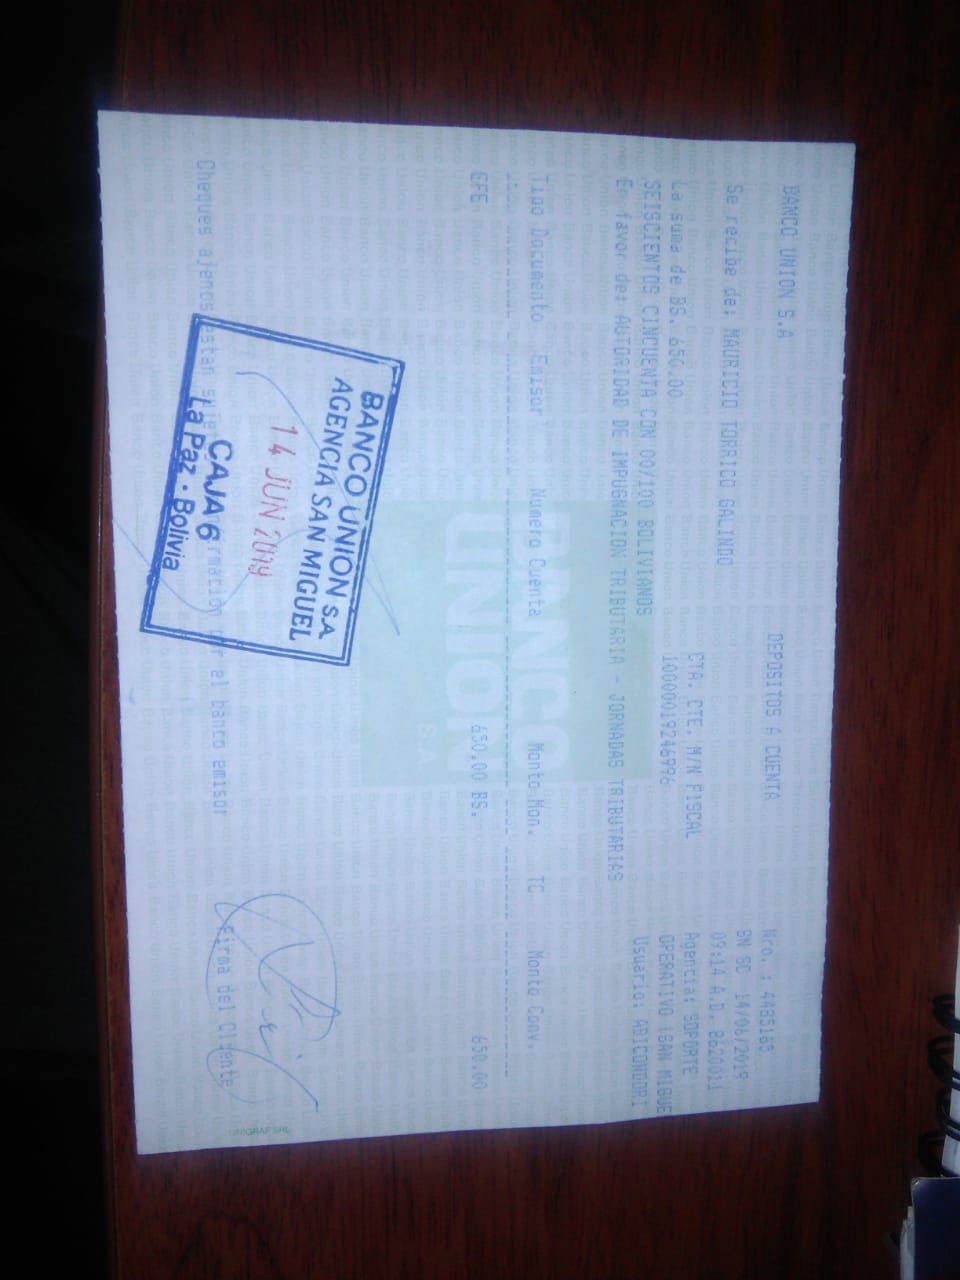 BANCO UNION S.A
DEPOSITOS A CUENTA
Nro. : 4485165
BN SC 14/06/2019
Se recibe de: MAURICIO TORRICO GALINDO
09:14 A.D. 8620011
CTA. CTE. M/N FISCAL
Agencia: SOPORTE
La suma de BS. 650.00
10000019246996
OPERATIVO (SAN MIGUE
SEISCIENTOS CINCUENTA CON 00/100 BOLIVIANOS
Usuario: ABICONDORI
En favor de: AUTORIDAD DE IMPUGNACION TRIBUTARIA - JORNADAS TRIBUTARIAS
Tipo Documento Emisor Numero Cuenta Monto Mon. TC Monto Conv.
EFE 650,00 BS. 650.00
BANCO UNION
S.A.
BANCO UNIÓN S.A.
AGENCIA SAN MIGUEL
14 JUN 2019
CAJA 6
La Paz - Bolivia
Cheques ajenos estan por el banco emisor
Firma del Cliente
UNIGRAF SRL